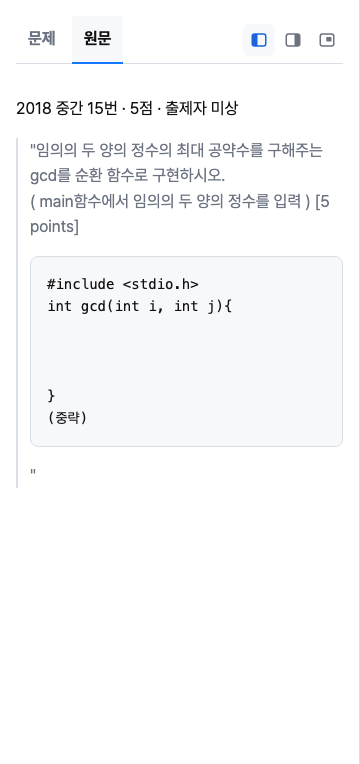 문제 원문
2018 중간 15번 · 5점 · 출제자 미상
"임의의 두 양의 정수의 최대 공약수를 구해주는
gcd를 순환 함수로 구현하시오.
( main함수에서 임의의 두 양의 정수를 입력 ) [5
points]
#include <stdio.h>
int gcd(int i, int j){
}
(중략)
"